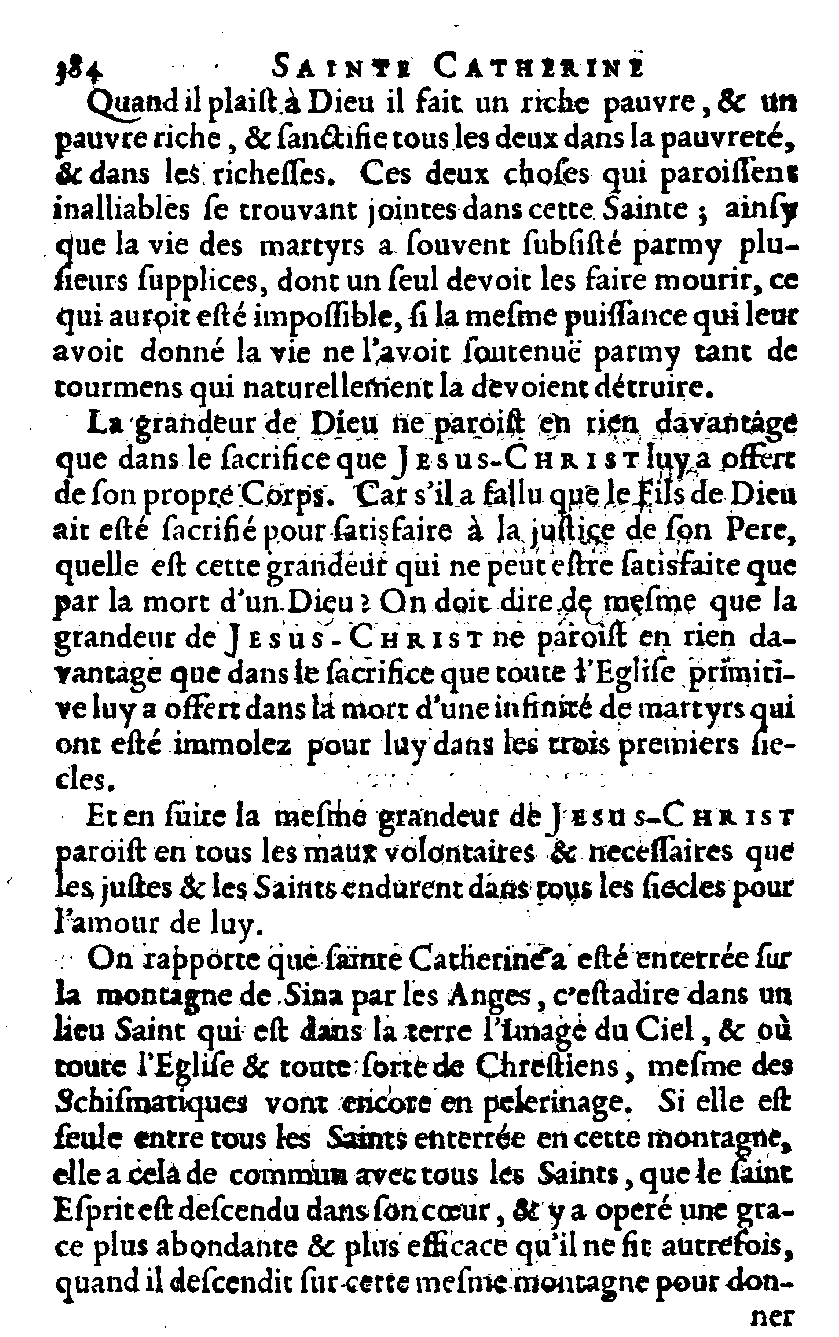 384 SAINTE CATHERINE
Quand il plaiſt à Dieu il fait un riche pauvre, & un
pauvre riche, & ſanctifie tous les deux dans la pauvreté,
& dans les richeſſes. Ces deux choſes qui paroiſſent
inalliables ſe trouvant jointes dans cette Sainte ; ainſy
que la vie des martyrs a ſouvent ſubſiſté parmy plu-
ſieurs ſupplices, dont un ſeul devoit les faire mourir, ce
qui auroit eſté impoſſible, ſi la meſme puiſſance qui leur
avoit donné la vie ne l'avoit ſoutenuë parmy tant de
tourmens qui naturellement la devoient détruire.
La grandeur de Dieu ne paroiſt en rien davantage
que dans le ſacrifice que JESUS-CHRIST luy a offert
de ſon propre Corps. Car s'il a fallu que le Fils de Dieu
ait eſté ſacrifié pour ſatisfaire à la juſtice de ſon Pere,
quelle eſt cette grandeur qui ne peut eſtre ſatisfaite que
par la mort d'un Dieu ? On doit dire de meſme que la
grandeur de JESUS-CHRIST ne paroiſt en rien da-
vantage que dans le ſacrifice que toute l'Egliſe primiti-
ve luy a offert dans la mort d'une infinité de martyrs qui
ont eſté immolez pour luy dans les trois premiers ſie-
cles.
Et en ſuite la meſme grandeur de JESUS-CHRIST
paroiſt en tous les maux volontaires & neceſſaires que
les juſtes & les Saints endurent dans tous les ſiecles pour
l'amour de luy.
On rapporte que ſainte Catherine a eſté enterrée ſur
la montagne de Sina par les Anges, c'eſtadire dans un
lieu Saint qui eſt dans la terre l'Image du Ciel, & où
toute l'Egliſe & toute ſorte de Chreſtiens, meſme des
Schiſmatiques vont encore en pelerinage. Si elle eſt
ſeule entre tous les Saints enterrée en cette montagne,
elle a cela de commun avec tous les Saints, que le ſaint
Eſprit eſt deſcendu dans ſon cœur, & y a operé une gra-
ce plus abondante & plus efficace qu'il ne fit autrefois,
quand il deſcendit ſur cette meſme montagne pour don-
ner